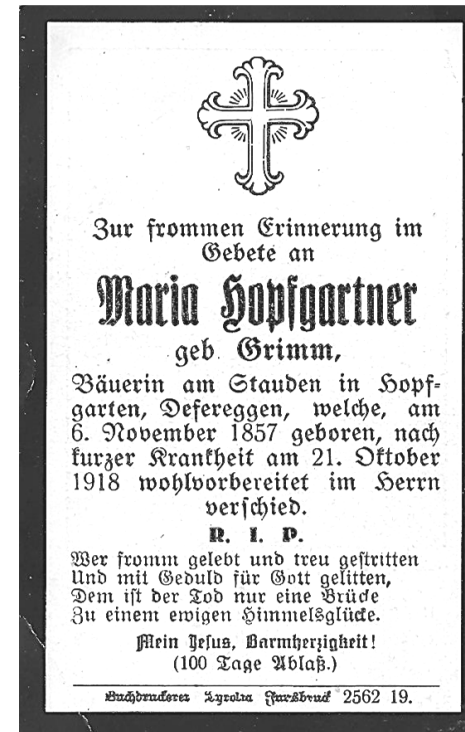 Zur frommen Erinnerung im
Gebete an
Maria Hopfgartner
geb. Grimm,
Bäuerin am Stauden in Hopf=
garten, Defereggen, welche, am
6. November 1857 geboren, nach
kurzer Krankheit am 21. Oktober
1918 wohlvorbereitet im Herrn
verschied.
R. I. P.
Wer fromm gelebt und treu gestritten
Und mit Geduld für Gott gelitten,
Dem ist der Tod nur eine Brücke
Zu einem ewigen Himmelsglücke.
Mein Jesus, Barmherzigkeit!
(100 Tage Ablaß.)
Buchdruckerei Tyrolia 2562 19.